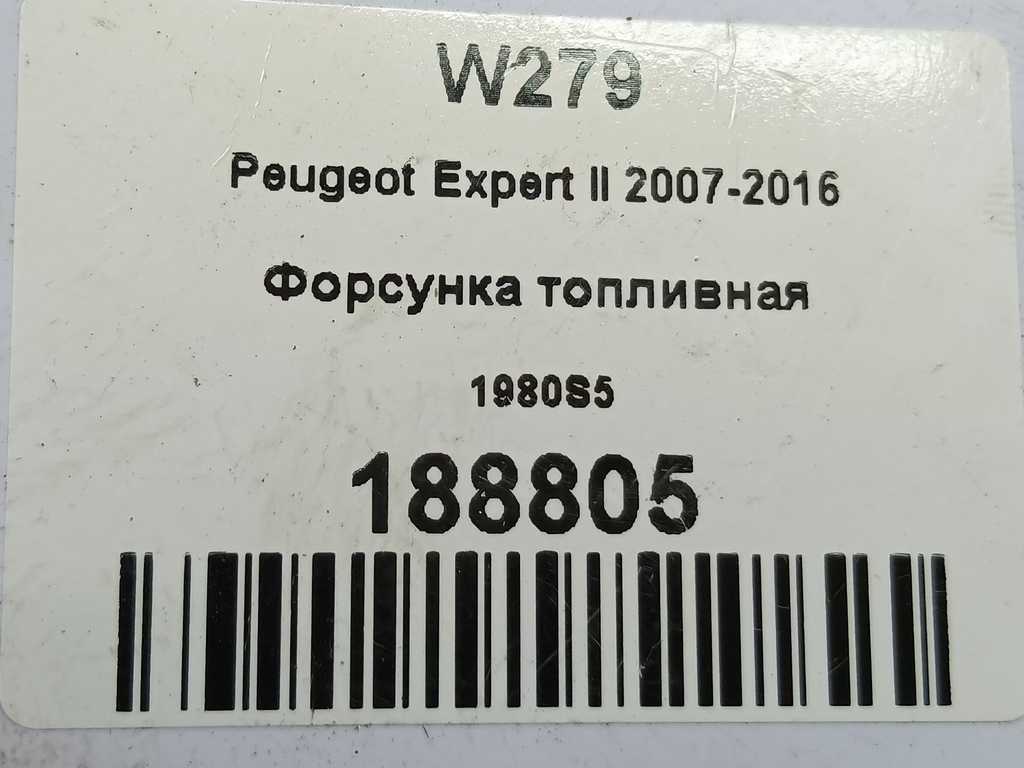 W279
Peugeot Expert II 2007-2016
Форсунка топливная
1980S5
188805